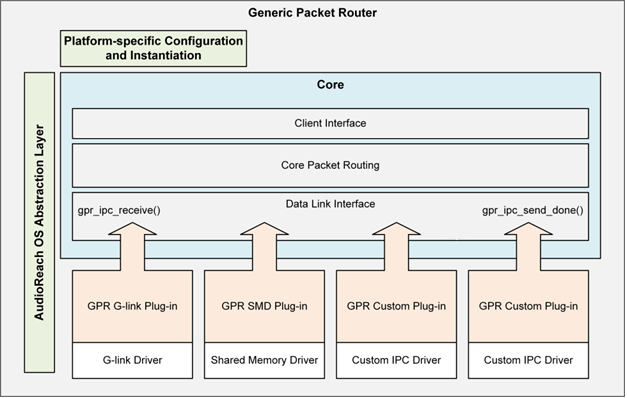 Generic Packet Router
Platform-specific Configuration
and Instantiation
AudioReach OS Abstraction Layer
Core
Client Interface
Core Packet Routing
Data Link Interface
gpr_ipc_receive()
gpr_ipc_send_done()
GPR G-link Plug-in
GPR SMD Plug-in
GPR Custom Plug-in
GPR Custom Plug-in
G-link Driver
Shared Memory Driver
Custom IPC Driver
Custom IPC Driver